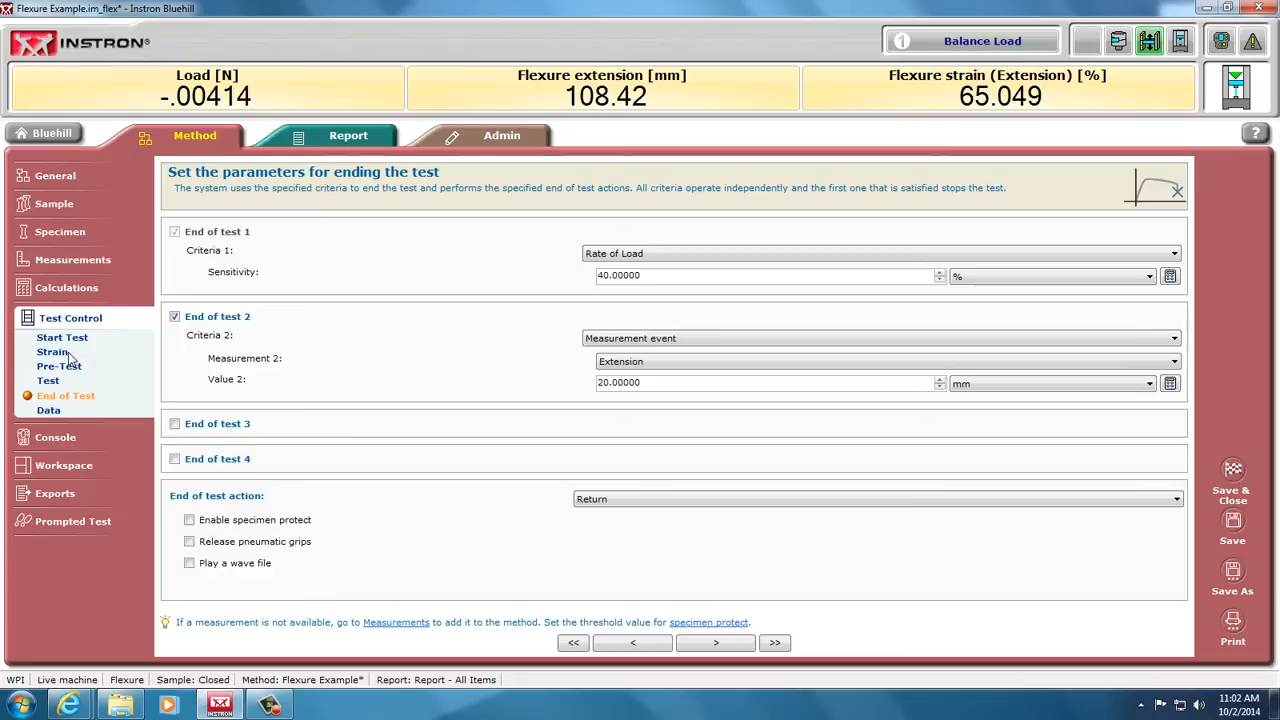 Flexure Example.im_flex* - Instron Bluehill
INSTRON®
1 Balance Load
Load [N]
-.00414
Flexure extension [mm]
108.42
Flexure strain (Extension) [%]
65.049
Bluehill
Method
Report
Admin
?
General
Sample
Specimen
Measurements
Calculations
Test Control
Start Test
Strain
Pre-Test
Test
End of Test
Data
Console
Workspace
Exports
Prompted Test
Set the parameters for ending the test
The system uses the specified criteria to end the test and performs the specified end of test actions. All criteria operate independently and the first one that is satisfied stops the test.
End of test 1
Criteria 1: Rate of Load
Sensitivity: 40.00000 %
End of test 2
Criteria 2: Measurement event
Measurement 2: Extension
Value 2: 20.00000 mm
End of test 3
End of test 4
End of test action: Return
Enable specimen protect
Release pneumatic grips
Play a wave file
If a measurement is not available, go to Measurements to add it to the method. Set the threshold value for specimen protect.
<< < > >>
Save &
Close
Save
Save As
Print
WPI Live machine Flexure Sample: Closed Method: Flexure Example* Report: Report - All Items
INSTRON
11:02 AM
10/2/2014